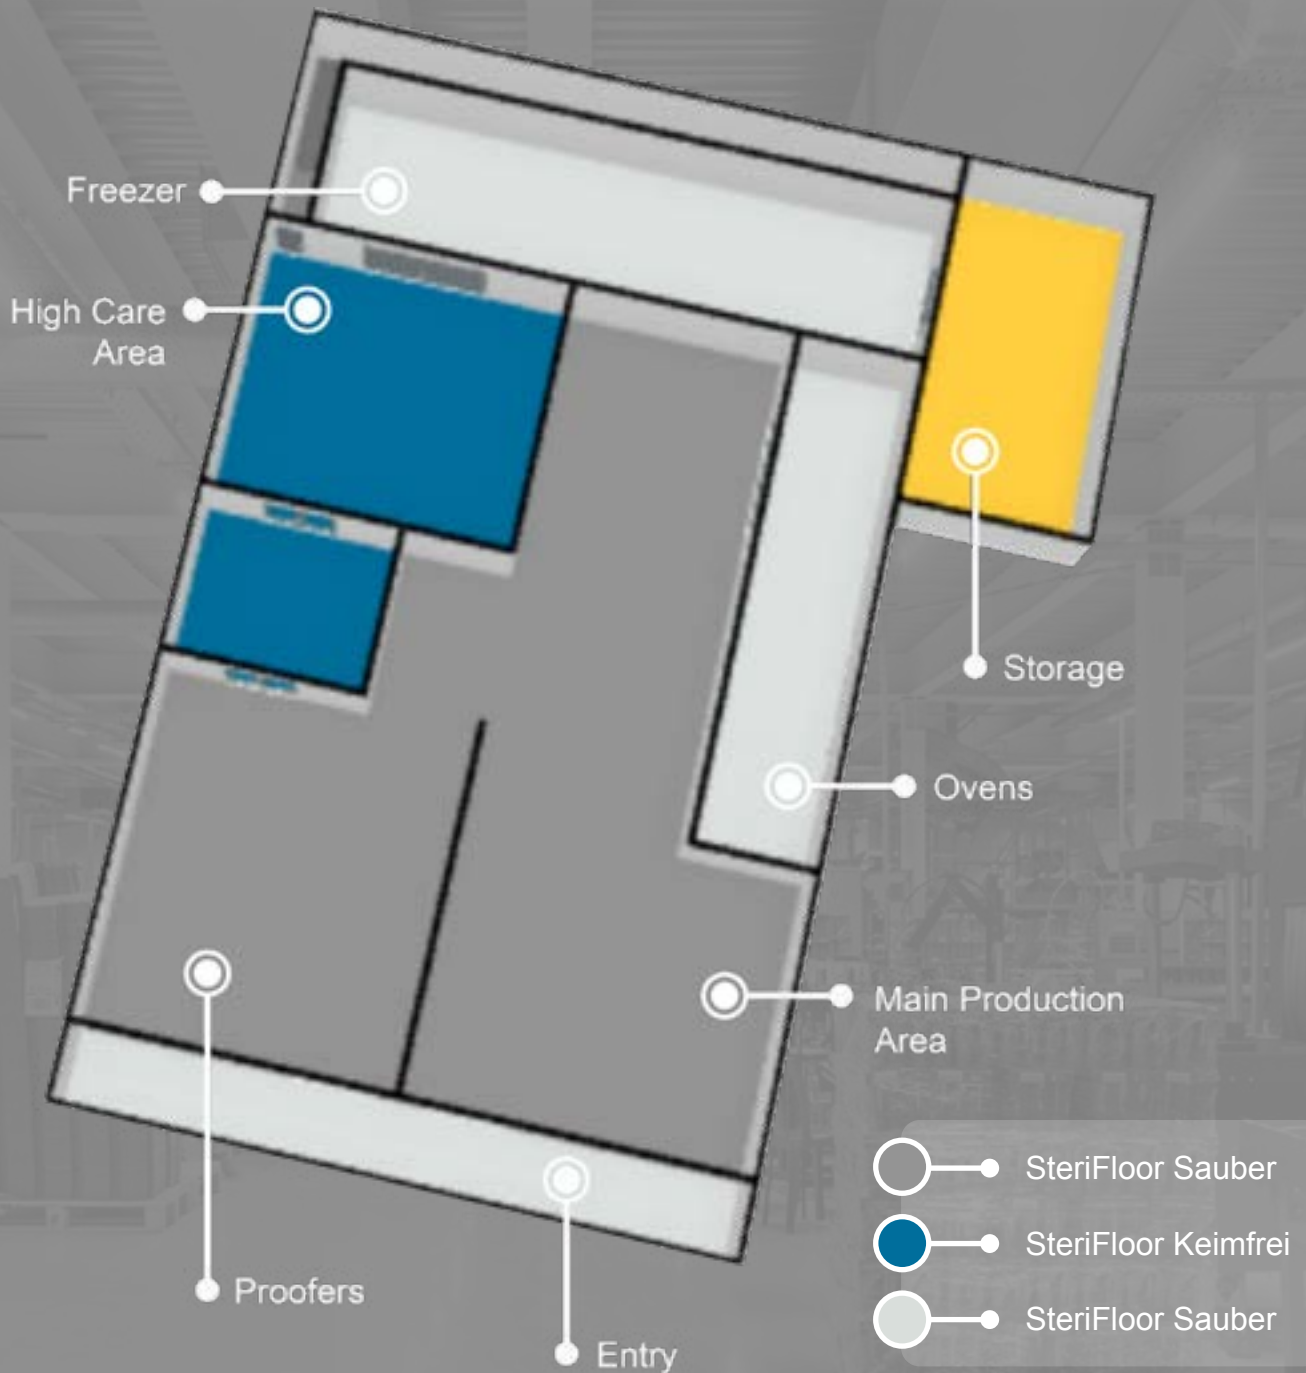 Freezer
High Care
Area
Storage
Ovens
Main Production
Area
Proofers
Entry
SteriFloor Sauber
SteriFloor Keimfrei
SteriFloor Sauber